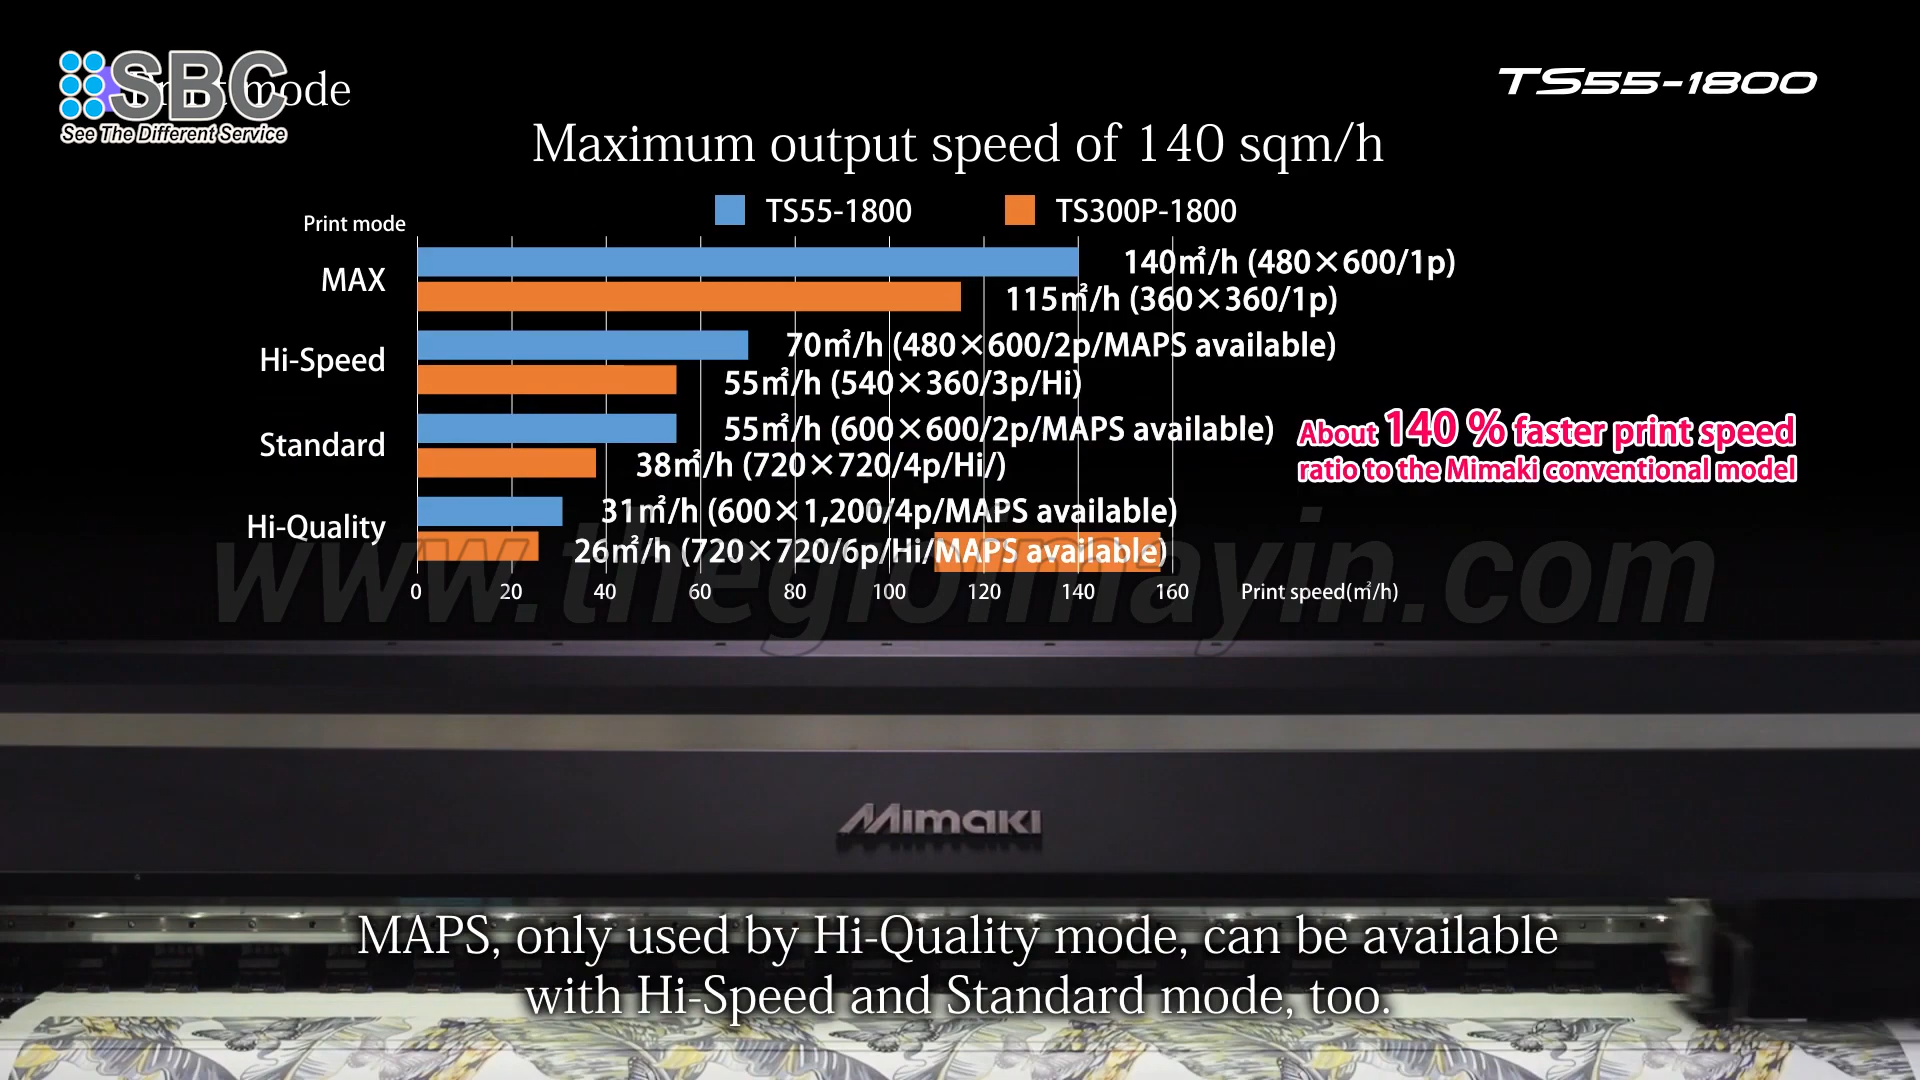 SBC
See The Different Service
Print mode
TS55-1800
Maximum output speed of 140 sqm/h
TS55-1800
TS300P-1800
Print mode
MAX
140㎡/h (480×600/1p)
115㎡/h (360×360/1p)
Hi-Speed
70㎡/h (480×600/2p/MAPS available)
55㎡/h (540×360/3p/Hi)
Standard
55㎡/h (600×600/2p/MAPS available)
38㎡/h (720×720/4p/Hi/)
About 140 % faster print speed
ratio to the Mimaki conventional model
Hi-Quality
31㎡/h (600×1,200/4p/MAPS available)
26㎡/h (720×720/6p/Hi/MAPS available)
0 20 40 60 80 100 120 140 160 Print speed(㎡/h)
www.thegioimayin.com
Mimaki
MAPS, only used by Hi-Quality mode, can be available
with Hi-Speed and Standard mode, too.